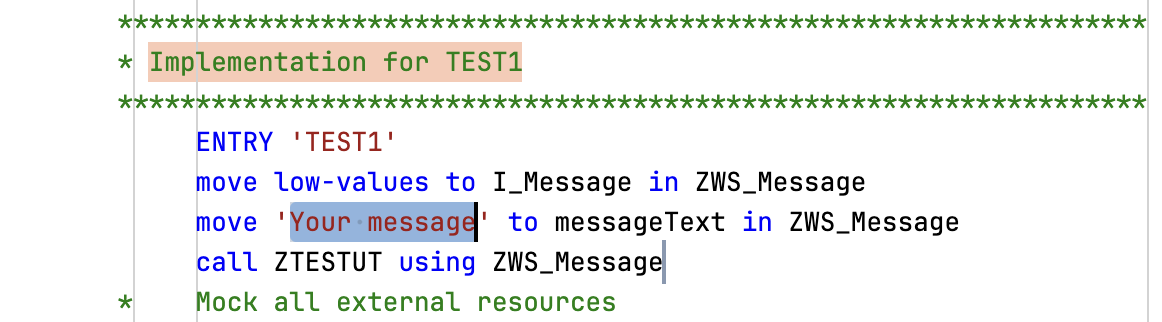 ******************************************************************
* Implementation for TEST1
******************************************************************
ENTRY 'TEST1'
move low-values to I_Message in ZWS_Message
move 'Your message' to messageText in ZWS_Message
call ZTESTUT using ZWS_Message
* Mock all external resources